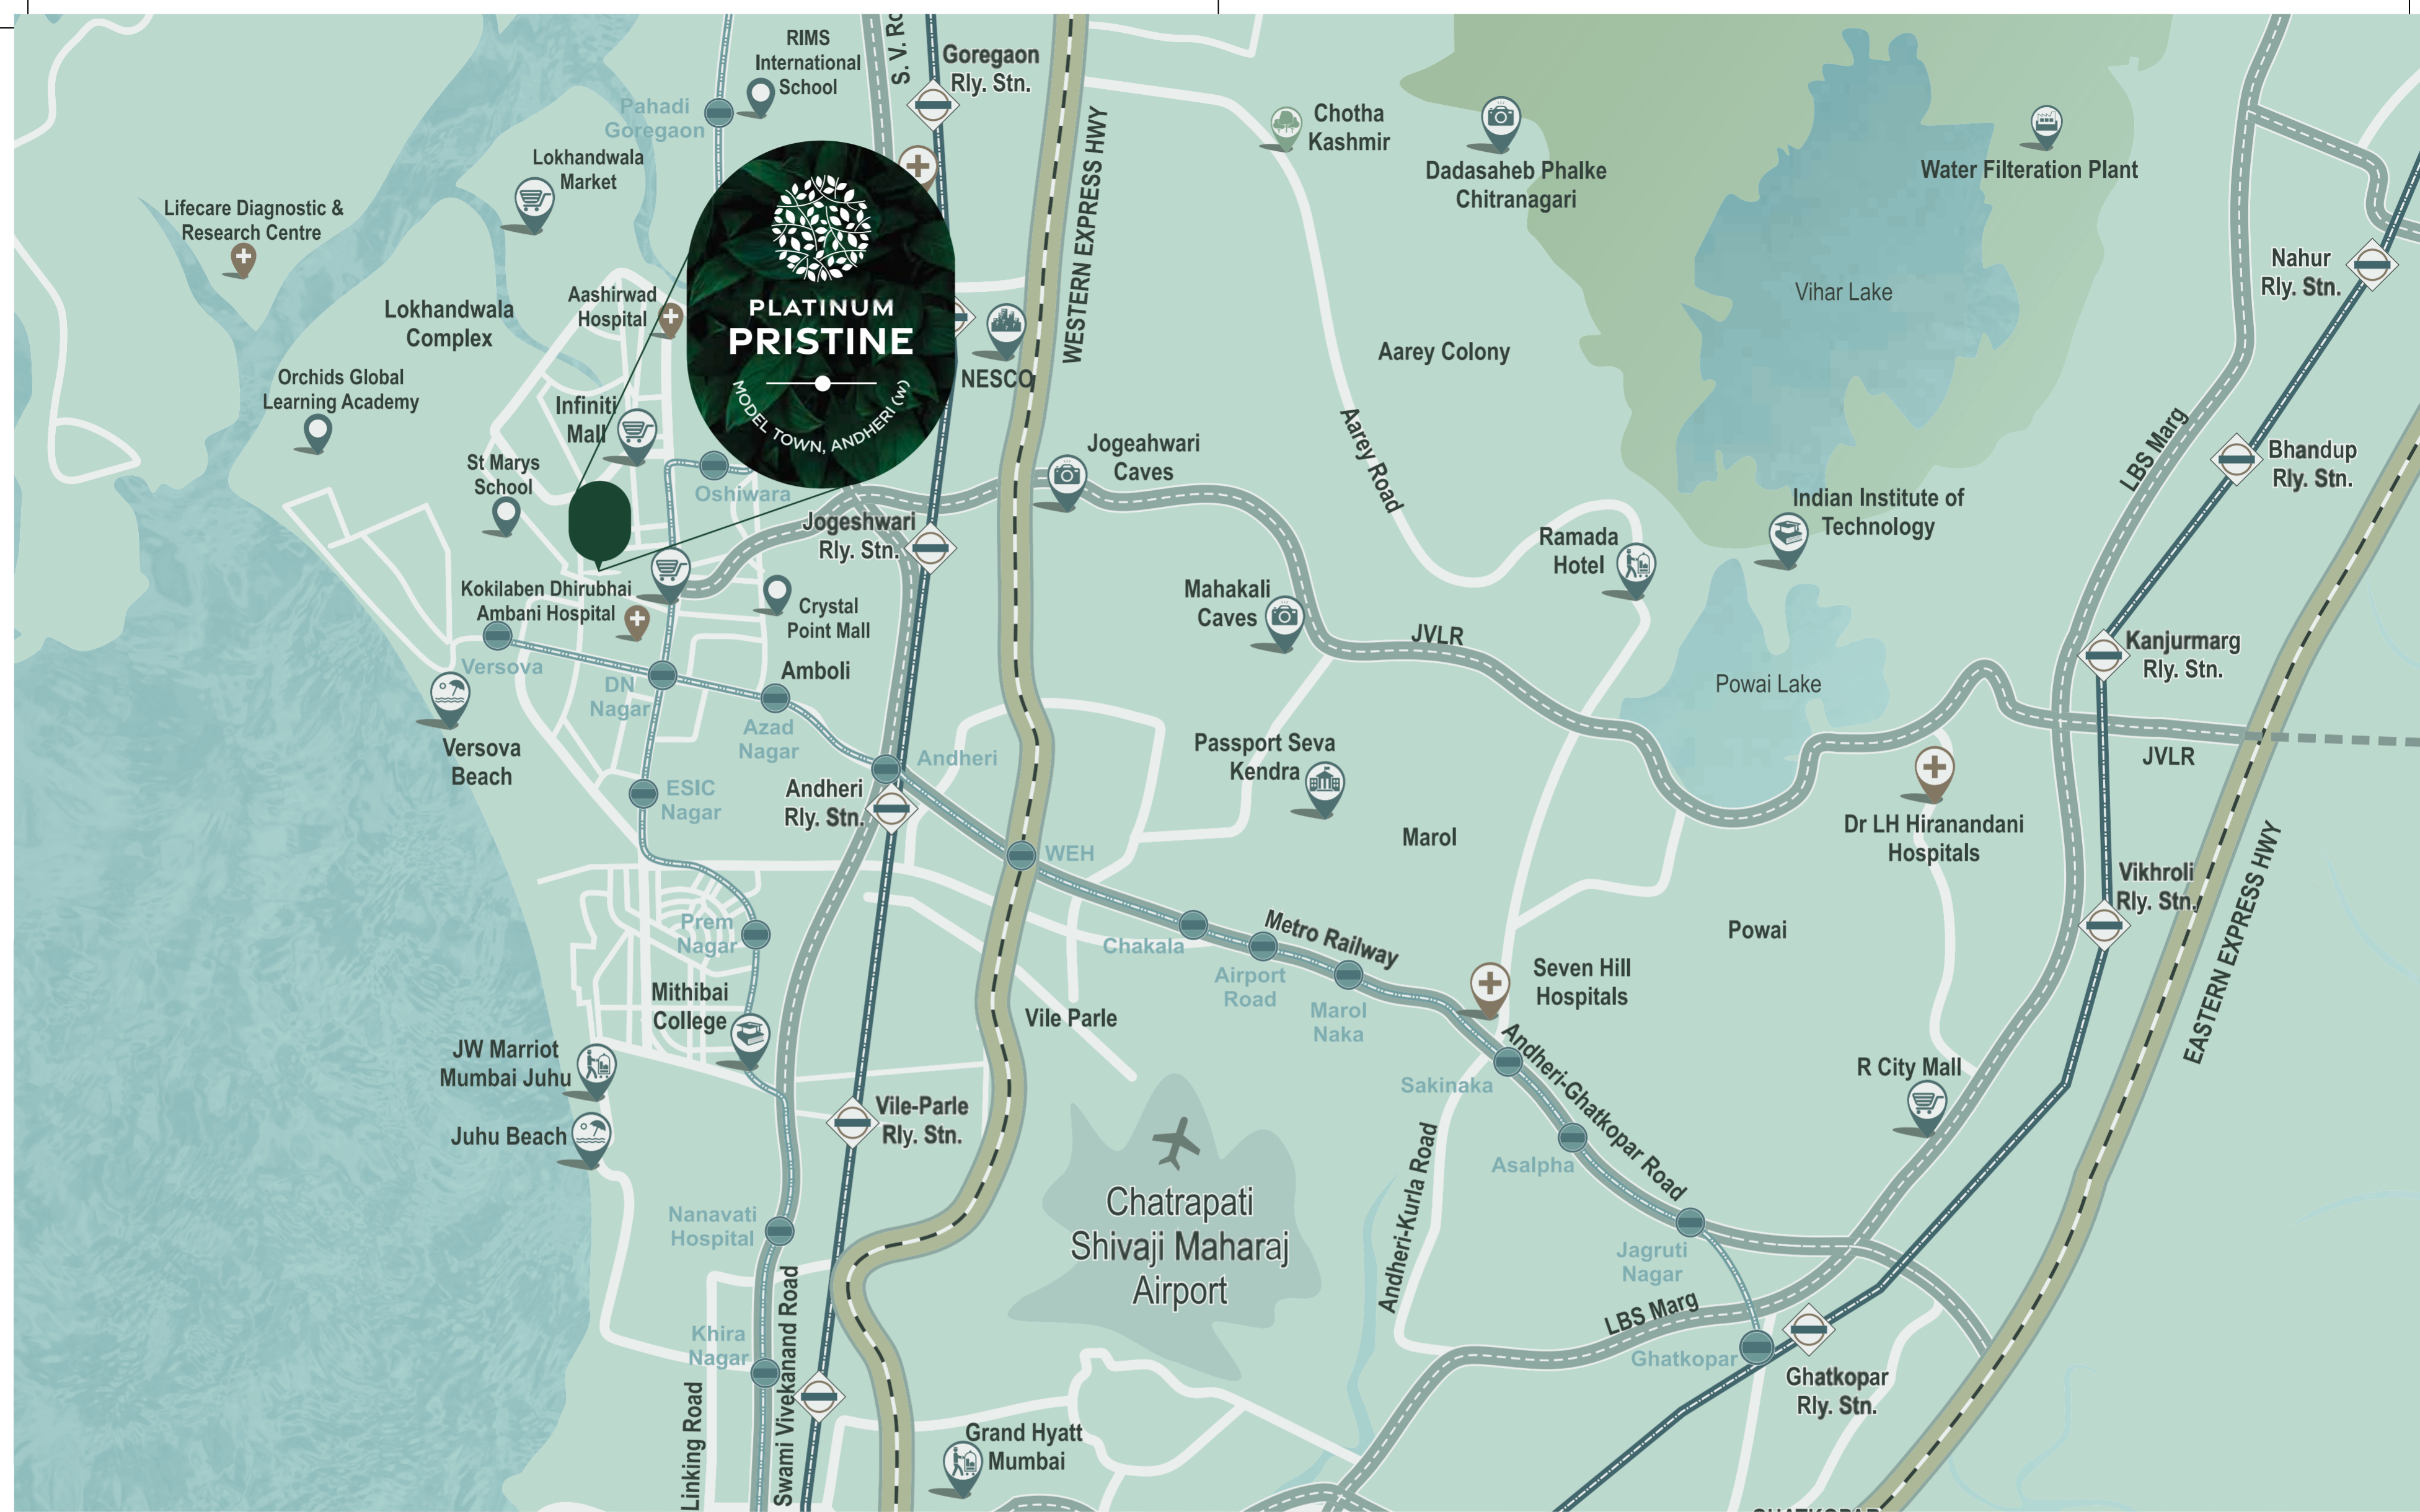 RIMS
International
School
S. V. Ro
Goregaon
Rly. Stn.
Pahadi
Goregaon
Lokhandwala
Market
Lifecare Diagnostic &
Research Centre
Lokhandwala
Complex
Aashirwad
Hospital
Orchids Global
Learning Academy
Infiniti
Mall
St Marys
School
PLATINUM
PRISTINE
MODEL TOWN, ANDHERI (w)
NESCO
WESTERN EXPRESS HWY
Chotha
Kashmir
Dadasaheb Phalke
Chitranagari
Water Filteration Plant
Vihar Lake
Nahur
Rly. Stn.
Aarey Colony
Aarey Road
LBS Marg
Bhandup
Rly. Stn.
Oshiwara
Jogeshwari
Rly. Stn.
Jogeahwari
Caves
Indian Institute of
Technology
Ramada
Hotel
Kokilaben Dhirubhai
Ambani Hospital
Crystal
Point Mall
Mahakali
Caves
JVLR
Kanjurmarg
Rly. Stn.
Versova
DN
Nagar
Amboli
Azad
Nagar
Powai Lake
Versova
Beach
Andheri
Passport Seva
Kendra
JVLR
ESIC
Nagar
Andheri
Rly. Stn.
Marol
Dr LH Hiranandani
Hospitals
WEH
Vikhroli
Rly. Stn.
EASTERN EXPRESS HWY
Prem
Nagar
Chakala
Metro Railway
Airport
Road
Marol
Naka
Powai
Seven Hill
Hospitals
Mithibai
College
Vile Parle
JW Marriot
Mumbai Juhu
Juhu Beach
Vile-Parle
Rly. Stn.
Sakinaka
Andheri-Ghatkopar Road
R City Mall
Asalpha
Andheri-Kurla Road
Chatrapati
Shivaji Maharaj
Airport
Nanavati
Hospital
Jagruti
Nagar
LBS Marg
Khira
Nagar
Ghatkopar
Ghatkopar
Rly. Stn.
Linking Road
Swami Vivekanand Road
Grand Hyatt
Mumbai
GHATKOPAR